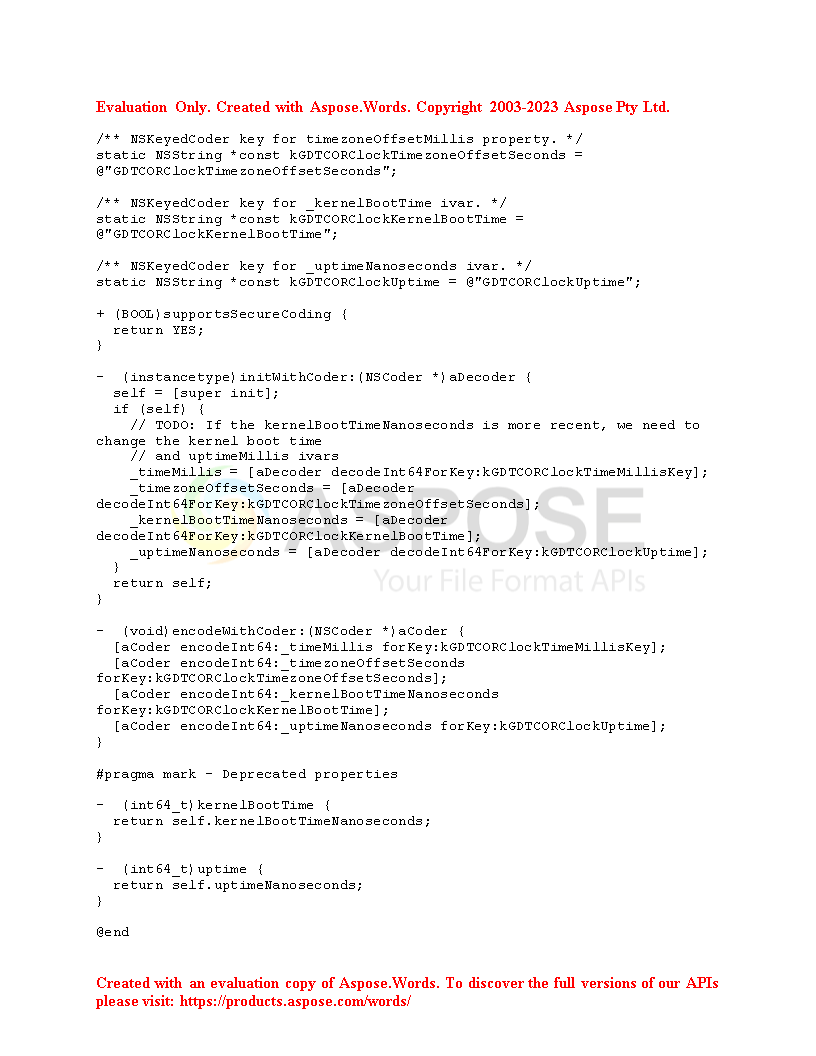 Evaluation Only. Created with Aspose.Words. Copyright 2003-2023 Aspose Pty Ltd.
/** NSKeyedCoder key for timezoneOffsetMillis property. */
static NSString *const kGDTCORClockTimezoneOffsetSeconds =
@"GDTCORClockTimezoneOffsetSeconds";
/** NSKeyedCoder key for _kernelBootTime ivar. */
static NSString *const kGDTCORClockKernelBootTime =
@"GDTCORClockKernelBootTime";
/** NSKeyedCoder key for _uptimeNanoseconds ivar. */
static NSString *const kGDTCORClockUptime = @"GDTCORClockUptime";
+ (BOOL)supportsSecureCoding {
  return YES;
}
-  (instancetype)initWithCoder:(NSCoder *)aDecoder {
  self = [super init];
  if (self) {
    // TODO: If the kernelBootTimeNanoseconds is more recent, we need to
change the kernel boot time
    // and uptimeMillis ivars
    _timeMillis = [aDecoder decodeInt64ForKey:kGDTCORClockTimeMillisKey];
    _timezoneOffsetSeconds = [aDecoder
decodeInt64ForKey:kGDTCORClockTimezoneOffsetSeconds];
    _kernelBootTimeNanoseconds = [aDecoder
decodeInt64ForKey:kGDTCORClockKernelBootTime];
    _uptimeNanoseconds = [aDecoder decodeInt64ForKey:kGDTCORClockUptime];
  }
  return self;
}
ASPOSE
Your File Format APIs
-  (void)encodeWithCoder:(NSCoder *)aCoder {
  [aCoder encodeInt64:_timeMillis forKey:kGDTCORClockTimeMillisKey];
  [aCoder encodeInt64:_timezoneOffsetSeconds
forKey:kGDTCORClockTimezoneOffsetSeconds];
  [aCoder encodeInt64:_kernelBootTimeNanoseconds
forKey:kGDTCORClockKernelBootTime];
  [aCoder encodeInt64:_uptimeNanoseconds forKey:kGDTCORClockUptime];
}
#pragma mark - Deprecated properties
-  (int64_t)kernelBootTime {
  return self.kernelBootTimeNanoseconds;
}
-  (int64_t)uptime {
  return self.uptimeNanoseconds;
}
@end
Created with an evaluation copy of Aspose.Words. To discover the full versions of our APIs
please visit: https://products.aspose.com/words/